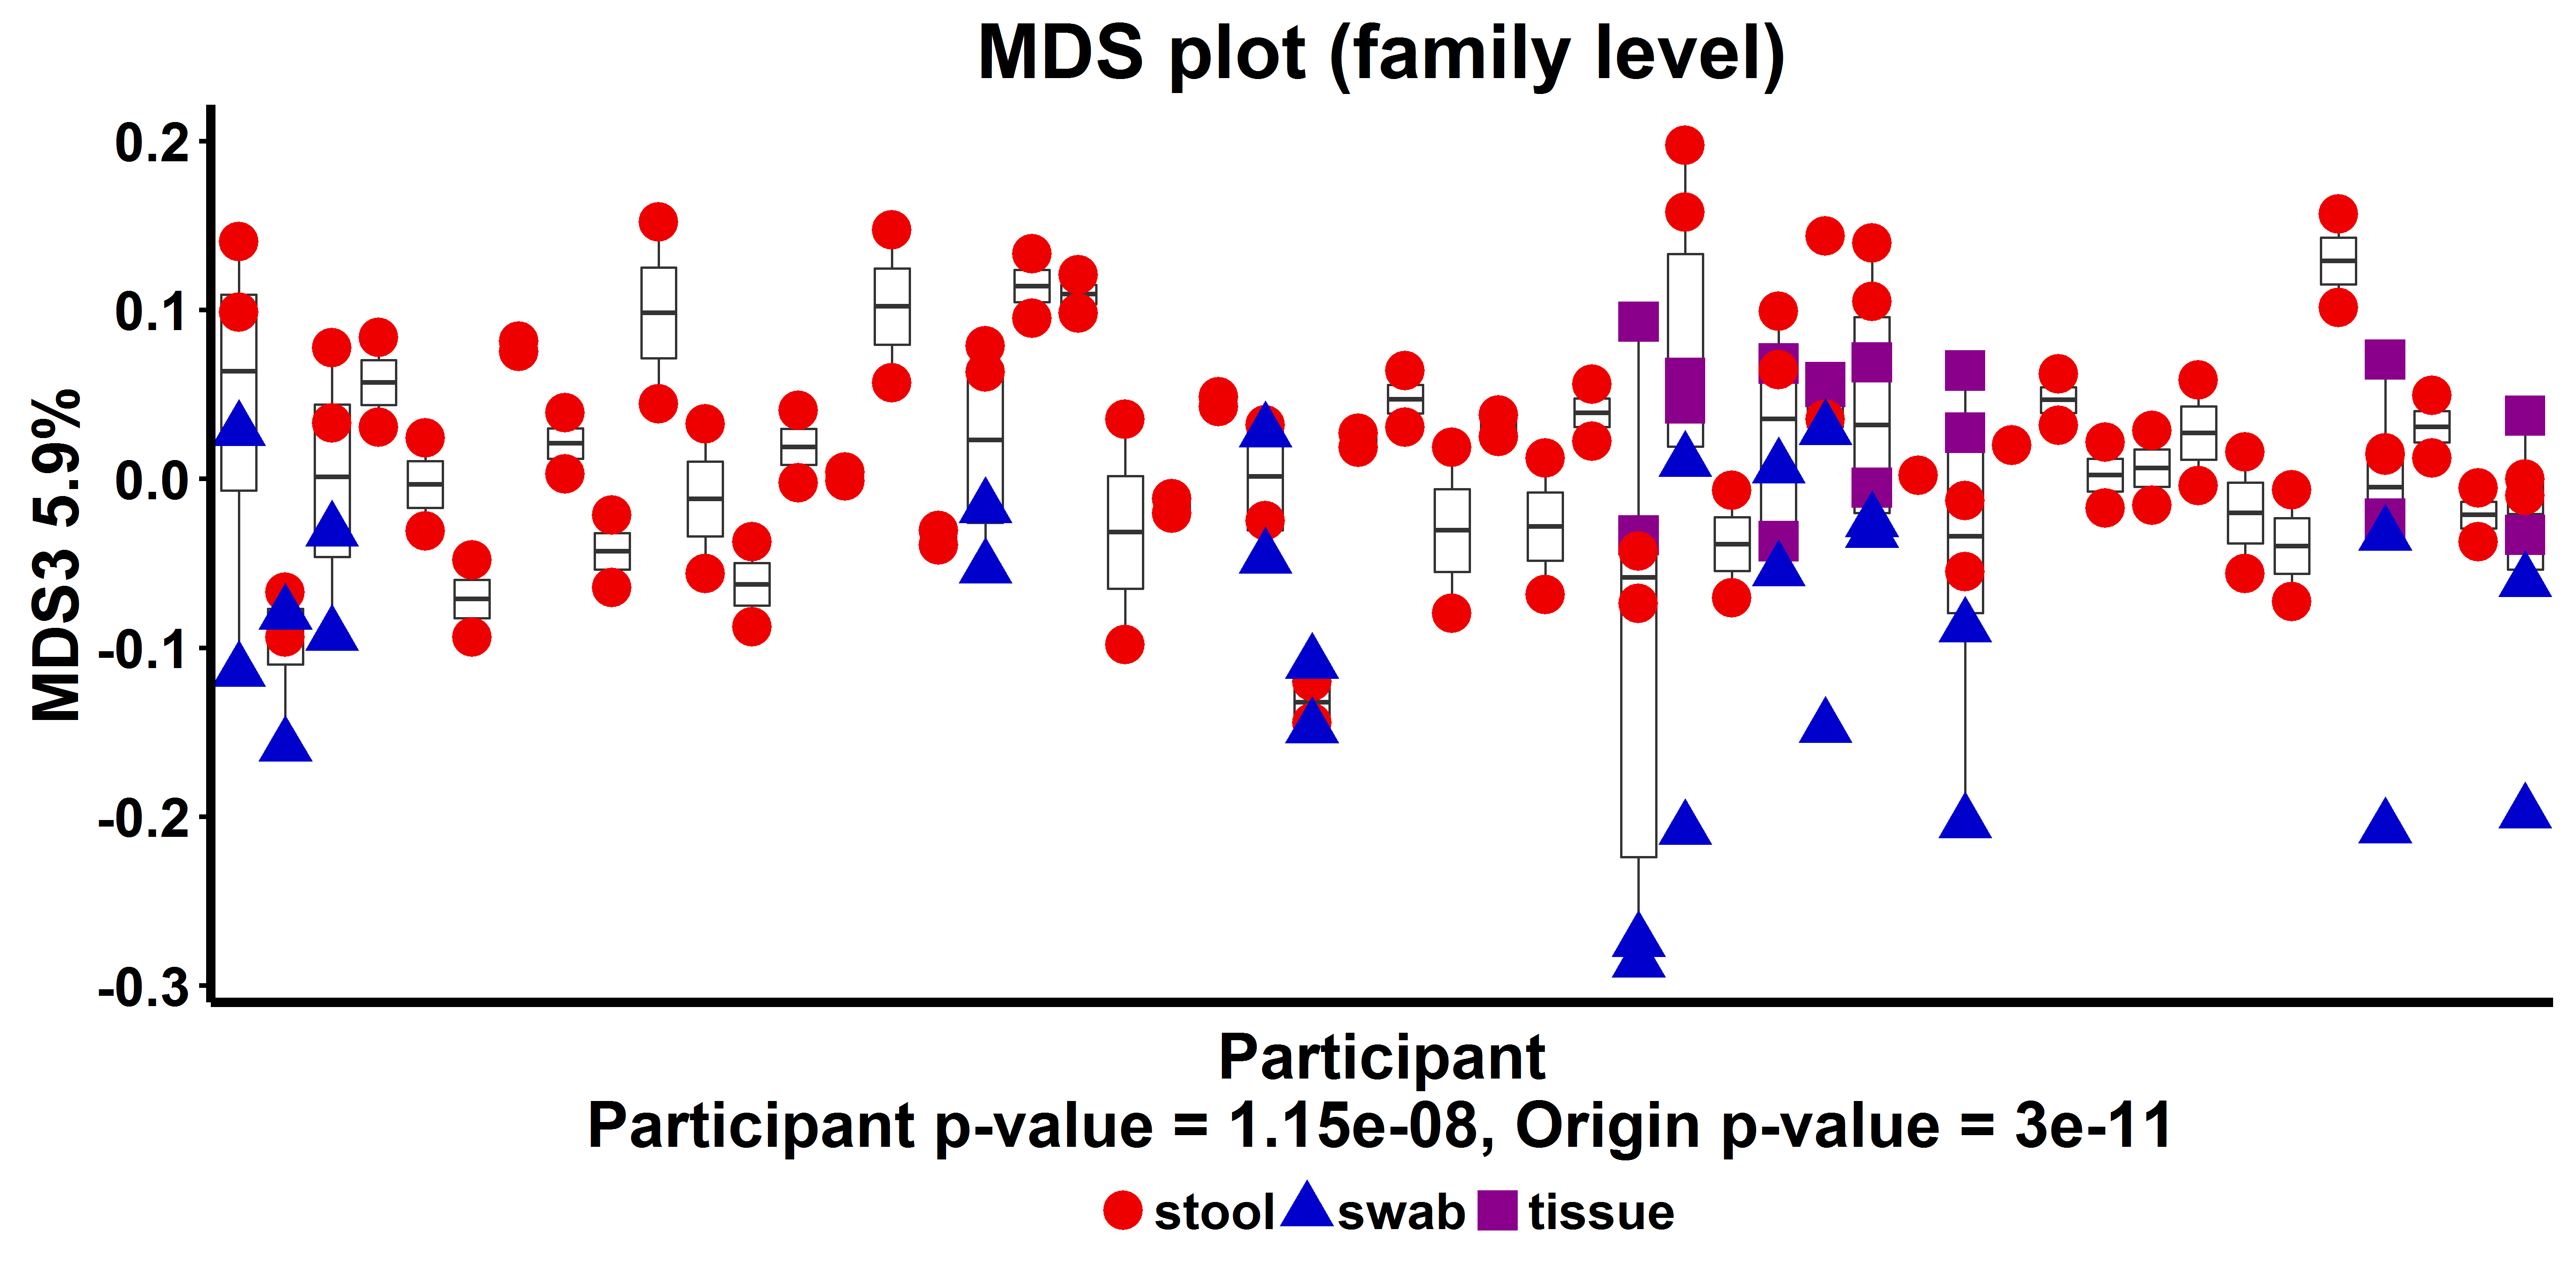 MDS plot (family level)
MDS3 5.9%
0.2
0.1
0.0
-0.1
-0.2
-0.3
Participant
Participant p-value = 1.15e-08, Origin p-value = 3e-11
stool swab tissue